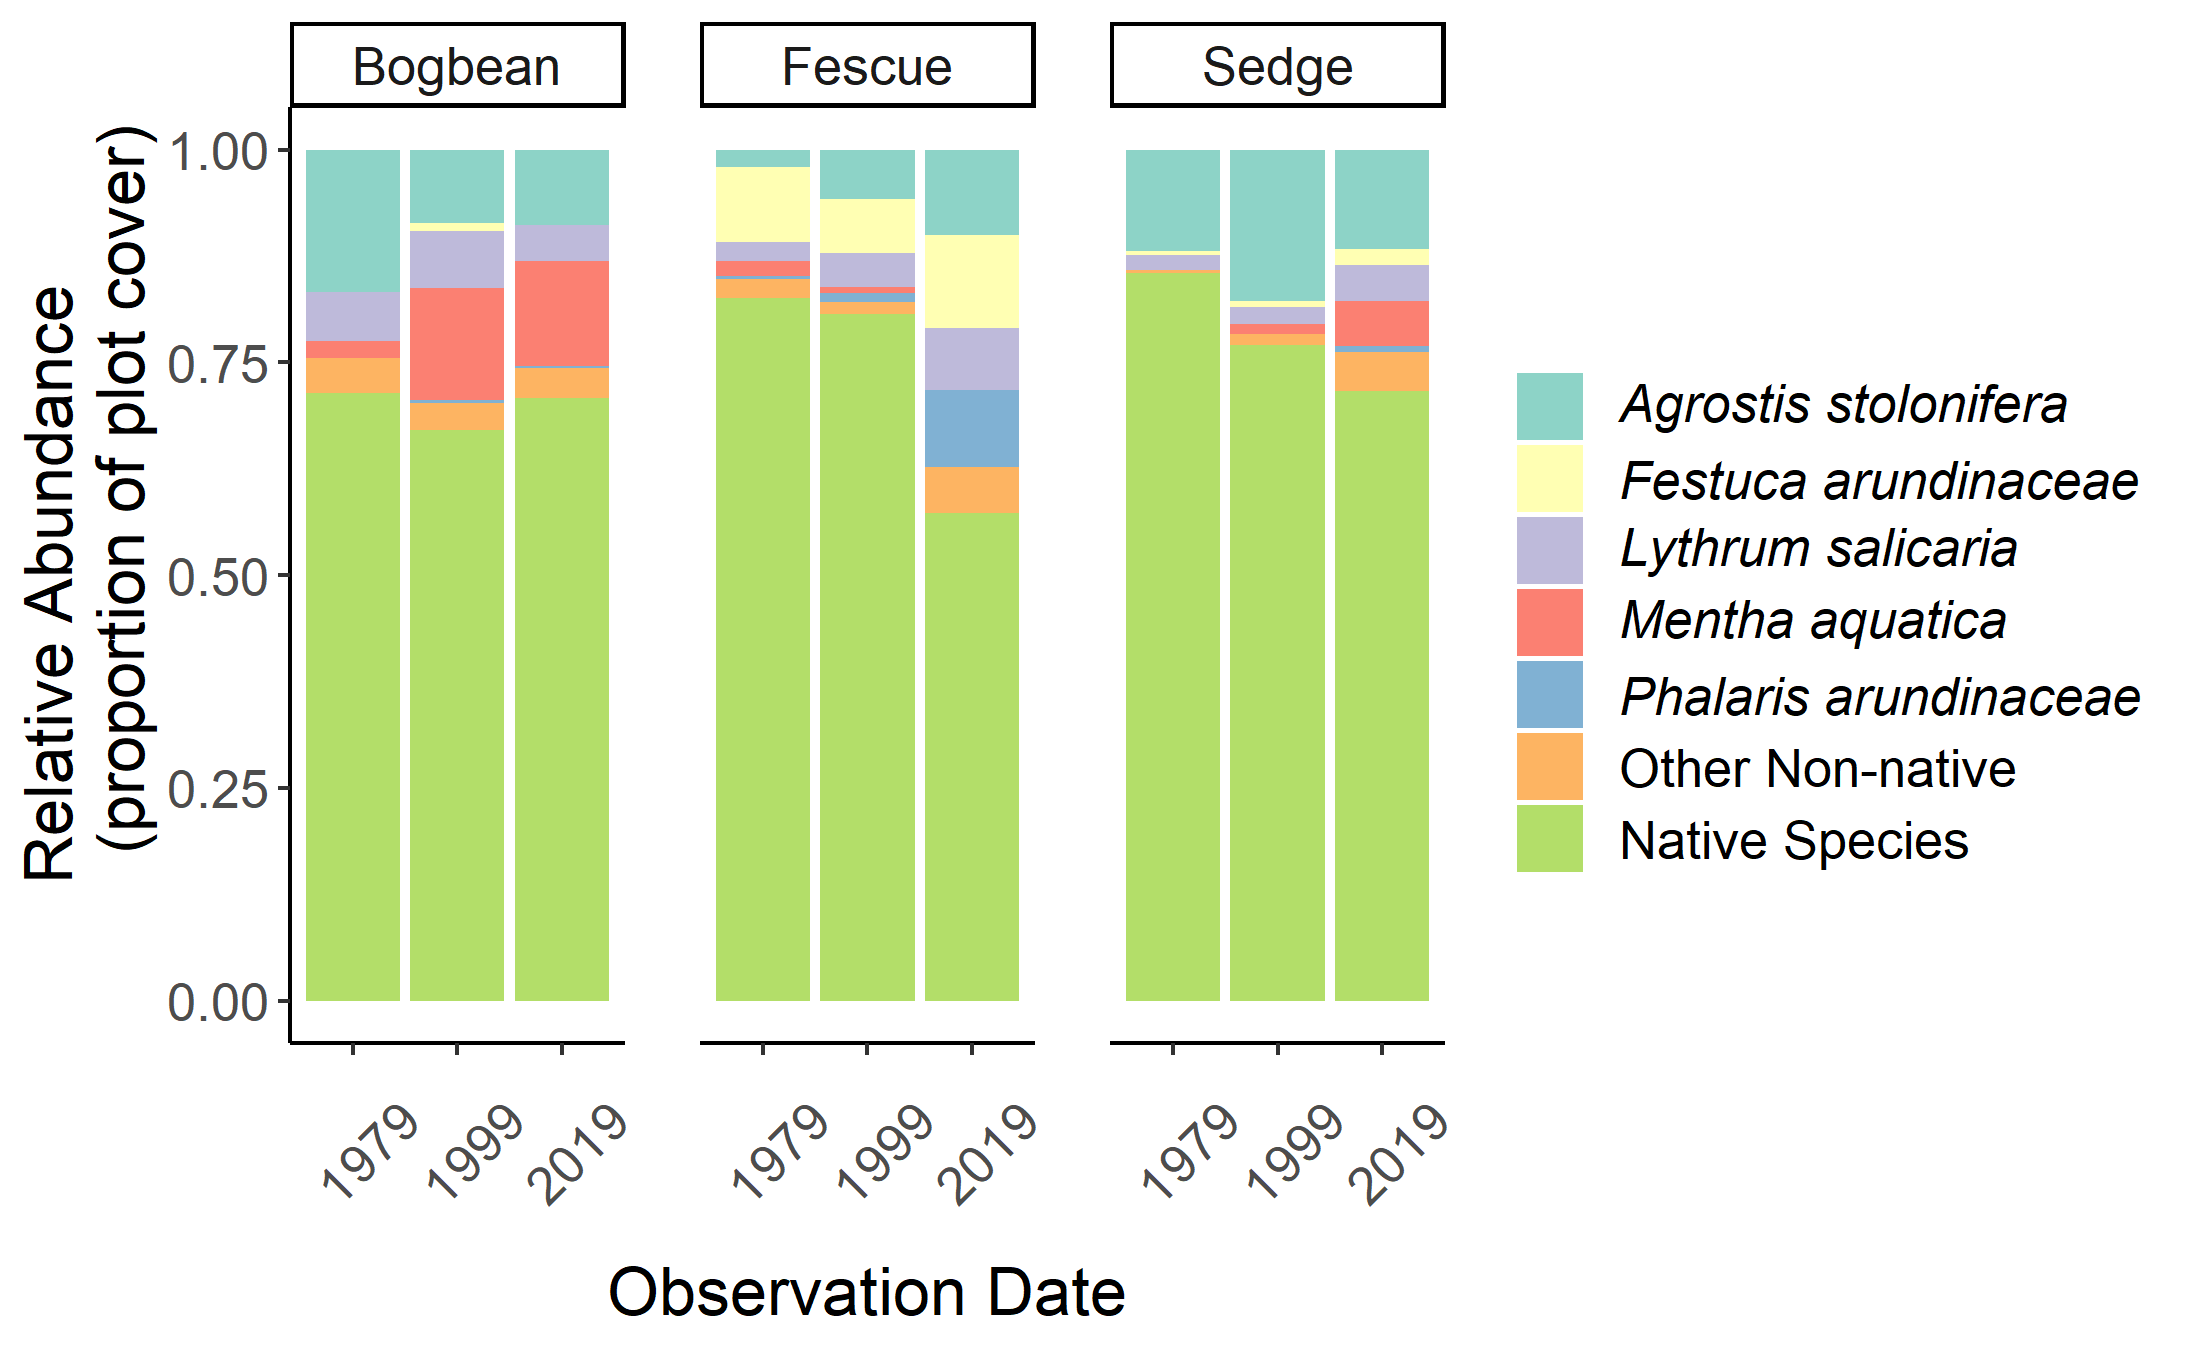 Bogbean
Fescue
Sedge
Relative Abundance
(proportion of plot cover)
1.00
0.75
0.50
0.25
0.00
1979
1999
2019
1979
1999
2019
1979
1999
2019
Observation Date
Agrostis stolonifera
Festuca arundinaceae
Lythrum salicaria
Mentha aquatica
Phalaris arundinaceae
Other Non-native
Native Species